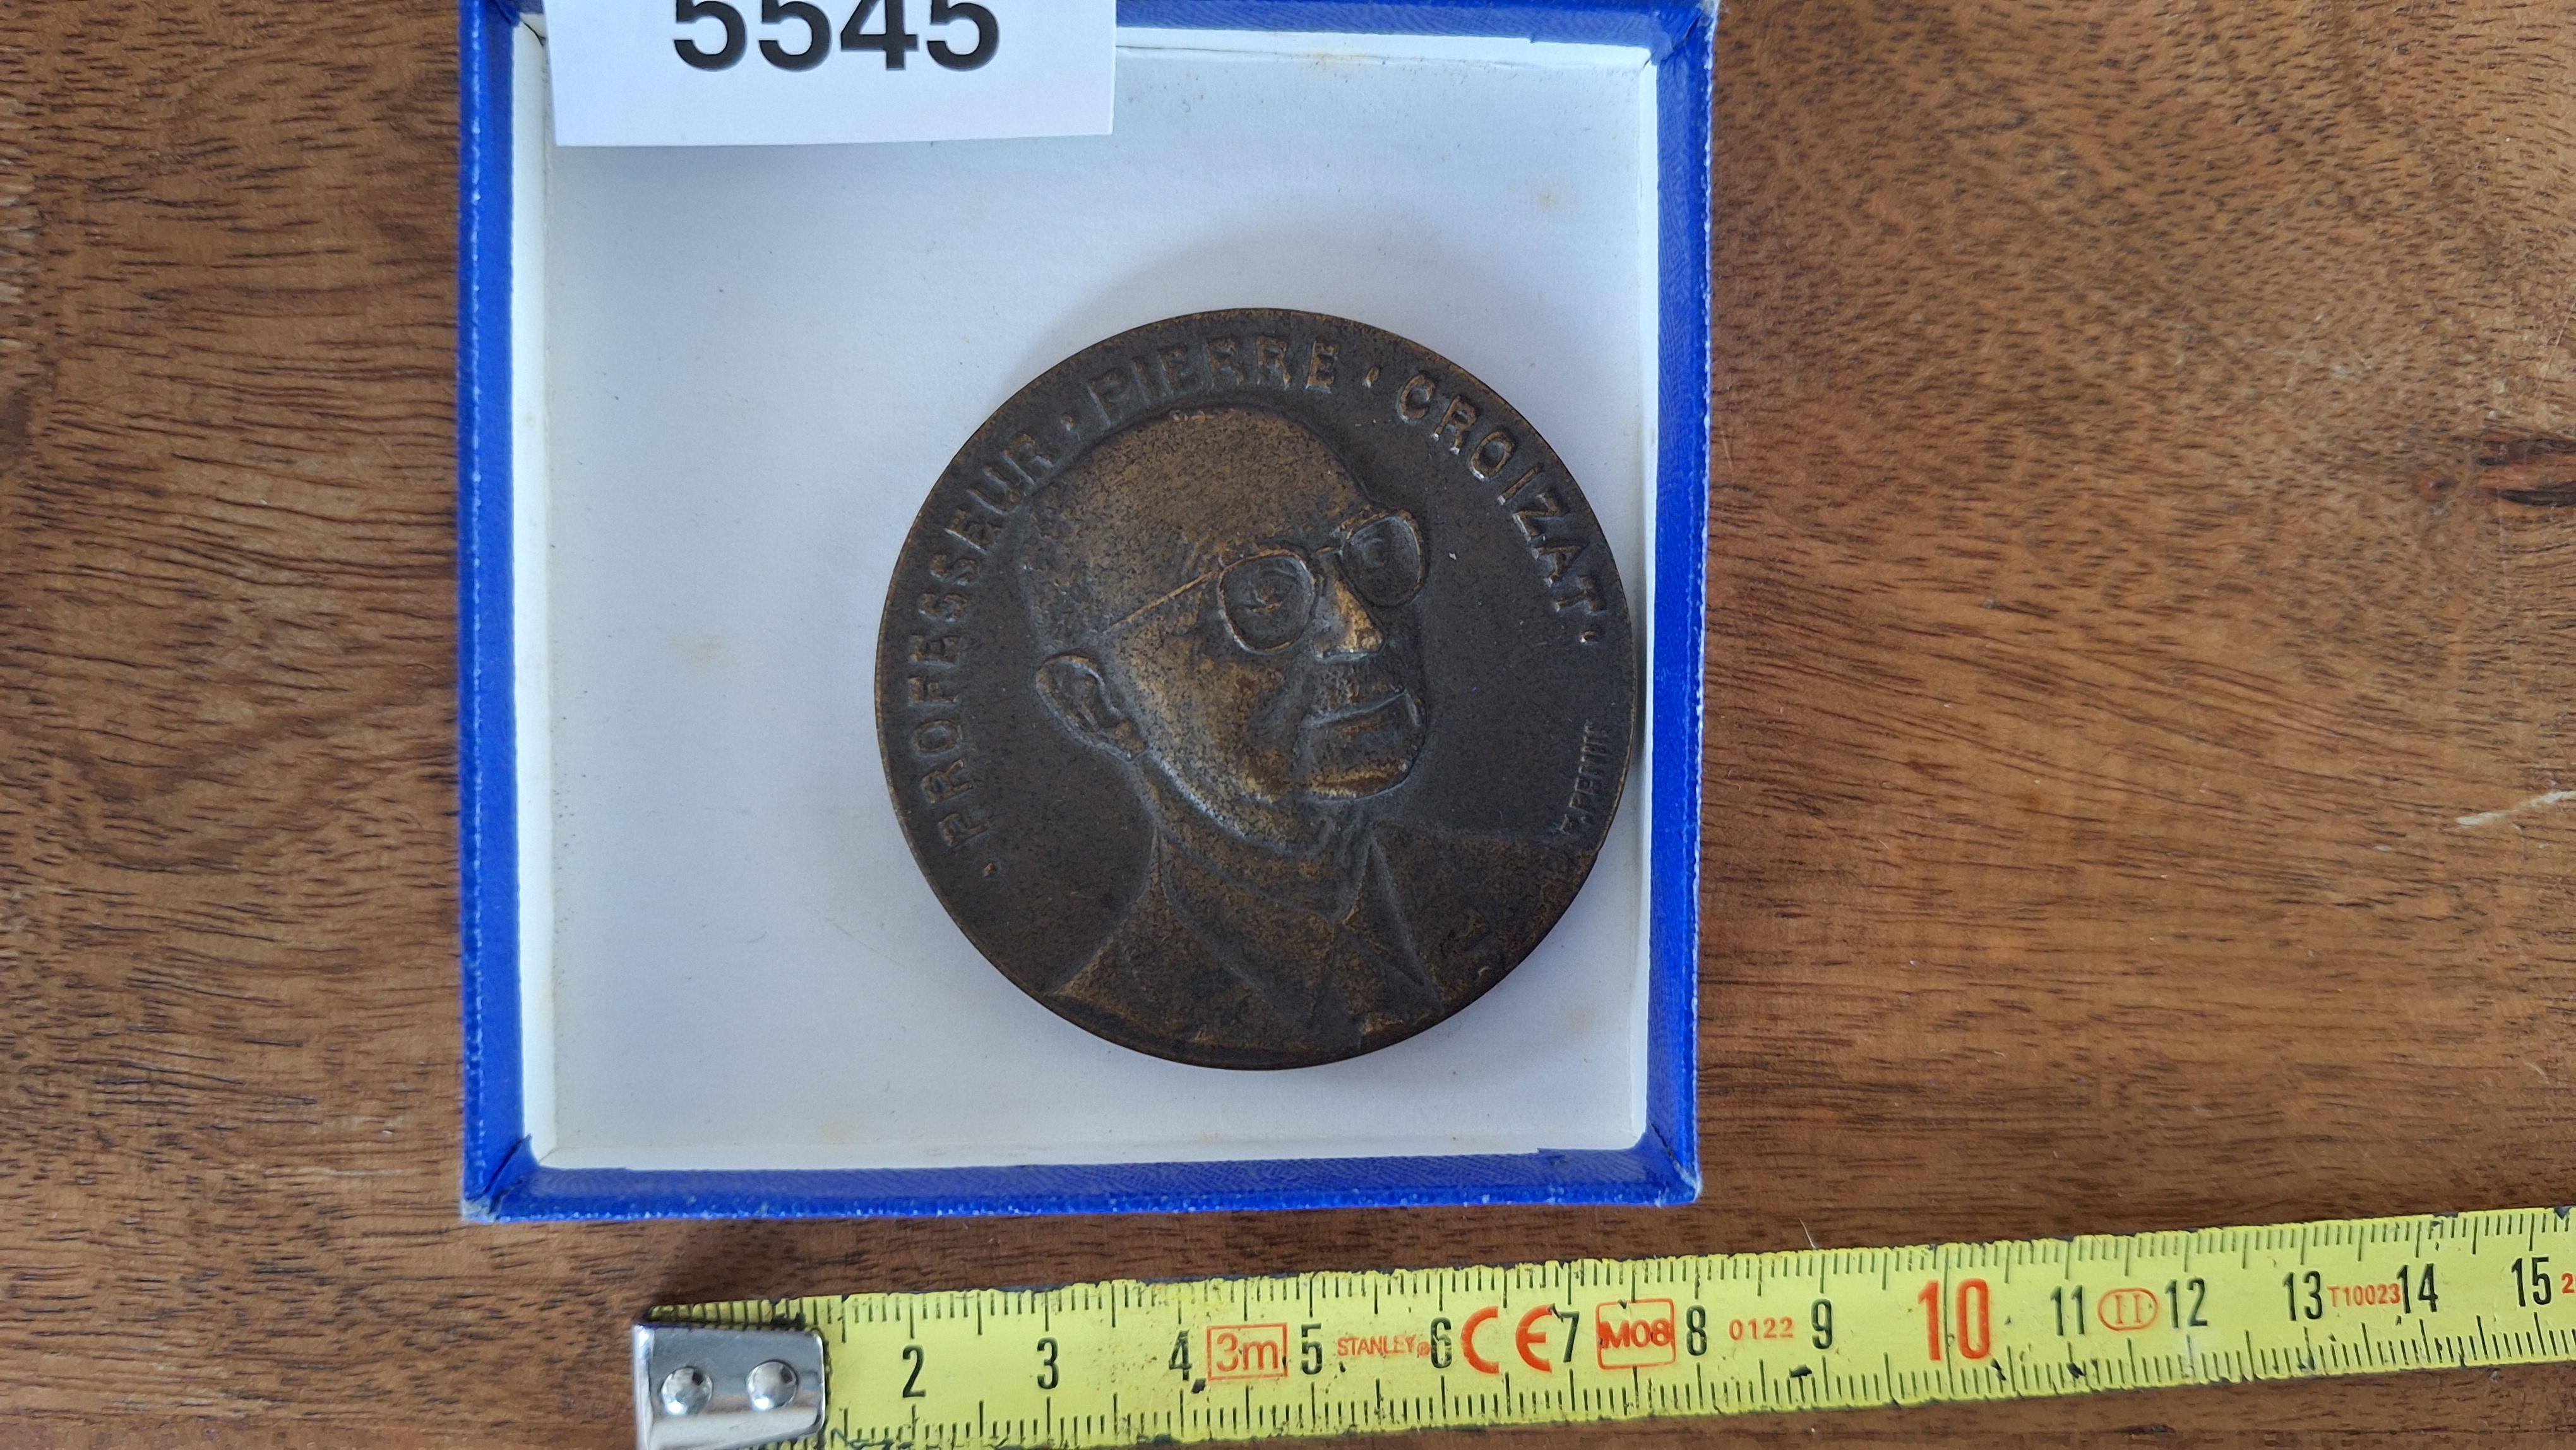 5545
· PROFESSEUR · PIERRE · CROIZAT ·
2 3 4 3m 5 STANLEY 6 CE 7 M08 8 0122 9 10 11 II 12 13 T10023 14 15 2